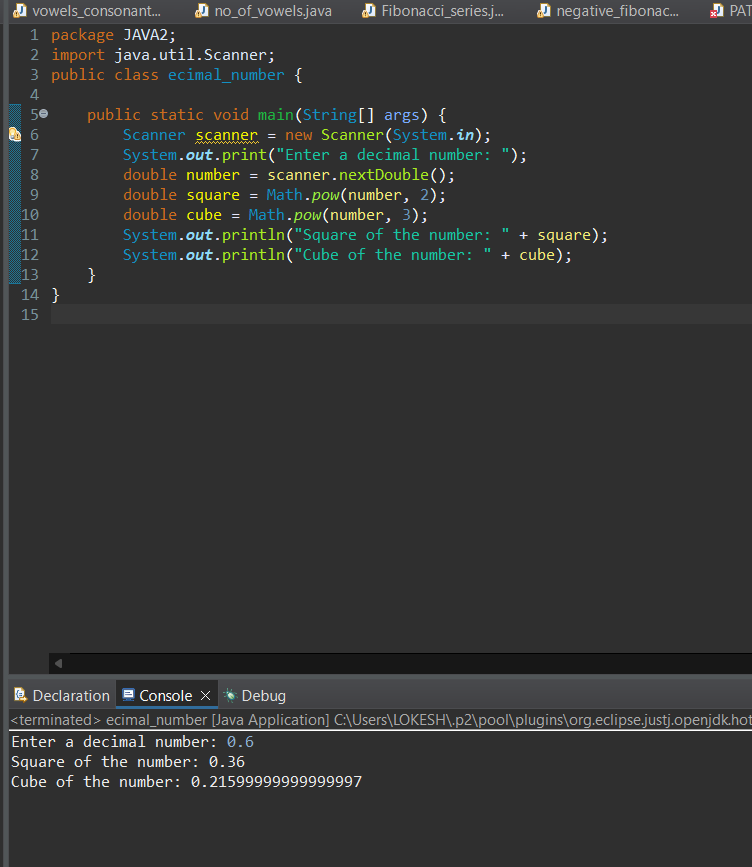 vowels_consonant... no_of_vowels.java Fibonacci_series.j... negative_fibonac... PAT
1 package JAVA2;
2 import java.util.Scanner;
3 public class ecimal_number {
4
5 public static void main(String[] args) {
6 Scanner scanner = new Scanner(System.in);
7 System.out.print("Enter a decimal number: ");
8 double number = scanner.nextDouble();
9 double square = Math.pow(number, 2);
10 double cube = Math.pow(number, 3);
11 System.out.println("Square of the number: " + square);
12 System.out.println("Cube of the number: " + cube);
13 }
14 }
15
Declaration Console Debug
<terminated> ecimal_number [Java Application] C:\Users\LOKESH\.p2\pool\plugins\org.eclipse.justj.openjdk.hot
Enter a decimal number: 0.6
Square of the number: 0.36
Cube of the number: 0.21599999999999997